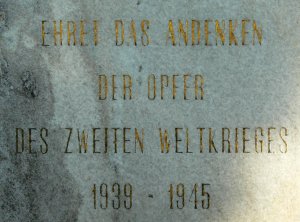 EHRET DAS ANDENKEN
DER OPFER
DES ZWEITEN WELTKRIEGES
1939 - 1945